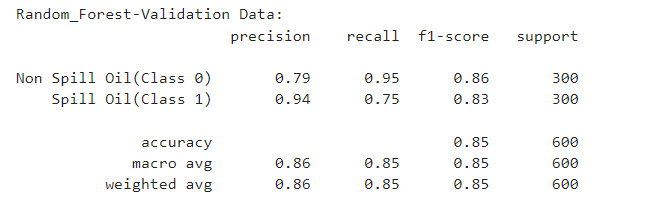 Random_Forest-Validation Data:
precision recall f1-score support
Non Spill Oil(Class 0) 0.79 0.95 0.86 300
Spill Oil(Class 1) 0.94 0.75 0.83 300
accuracy 0.85 600
macro avg 0.86 0.85 0.85 600
weighted avg 0.86 0.85 0.85 600